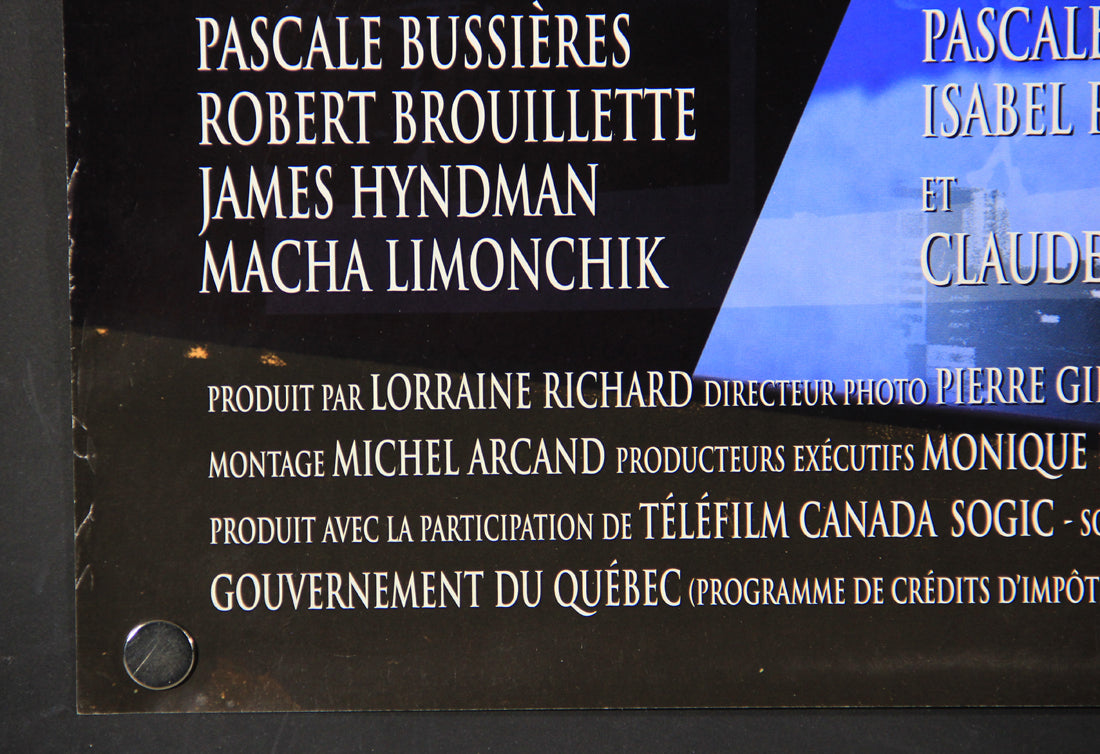 PASCALE BUSSIÈRES
ROBERT BROUILLETTE
JAMES HYNDMAN
MACHA LIMONCHIK
PASCALE
ISABEL
ET
CLAUDE
PRODUIT PAR LORRAINE RICHARD DIRECTEUR PHOTO PIERRE
MONTAGE MICHEL ARCAND PRODUCTEURS EXÉCUTIFS MONIQUE
PRODUIT AVEC LA PARTICIPATION DE TÉLÉFILM CANADA SOGIC -
GOUVERNEMENT DU QUÉBEC (PROGRAMME DE CRÉDITS D'IMPÔT